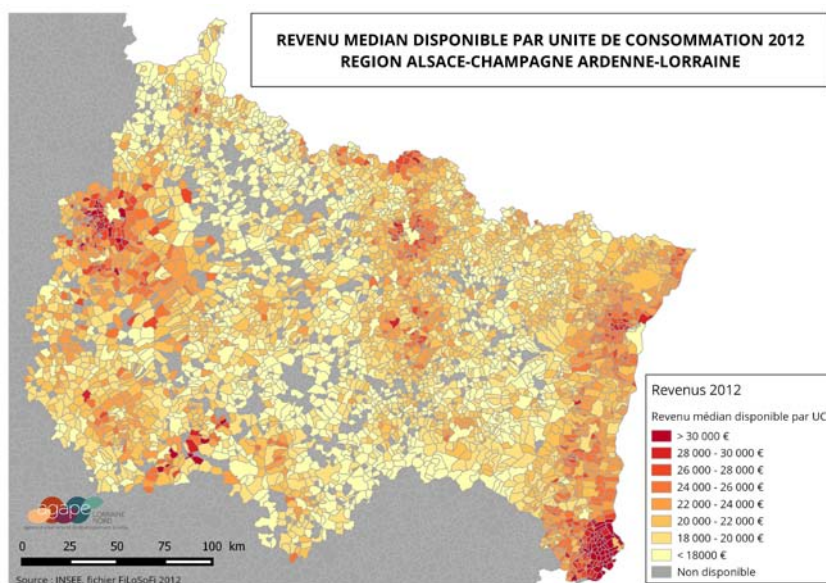 REVENU MEDIAN DISPONIBLE PAR UNITE DE CONSOMMATION 2012
REGION ALSACE-CHAMPAGNE ARDENNE-LORRAINE
Revenus 2012
Revenu médian disponible par UC
> 30 000 €
28 000 - 30 000 €
26 000 - 28 000 €
24 000 - 26 000 €
22 000 - 24 000 €
20 000 - 22 000 €
18 000 - 20 000 €
< 18000 €
Non disponible
agape
LORRAINE
NORD
0 25 50 75 100 km
Source : INSEE, fichier FiLoSoFi 2012